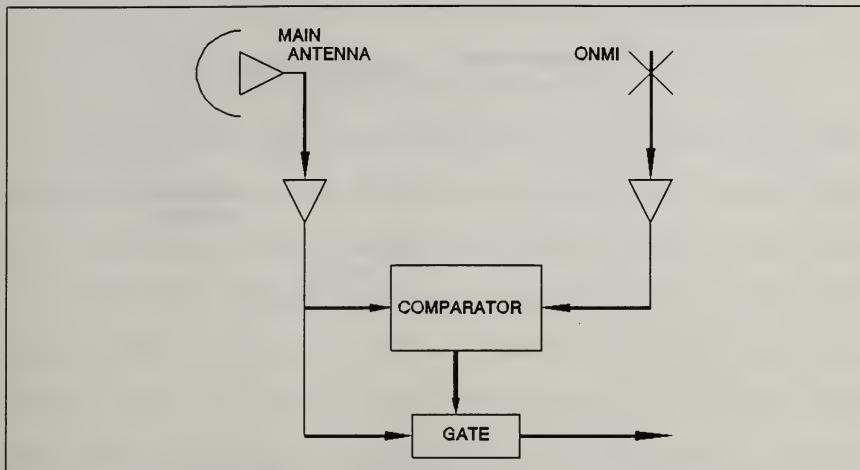 MAIN
ANTENNA
ONMI
COMPARATOR
GATE